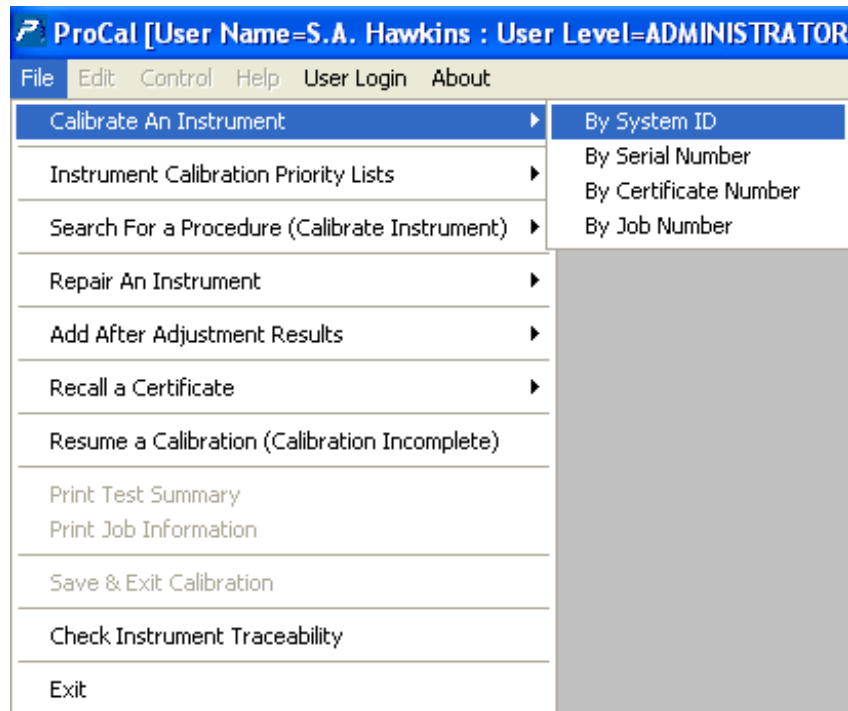 ProCal [User Name=S.A. Hawkins : User Level=ADMINISTRATOR
File Edit Control Help User Login About
Calibrate An Instrument
By System ID
By Serial Number
By Certificate Number
By Job Number
Instrument Calibration Priority Lists
Search For a Procedure (Calibrate Instrument)
Repair An Instrument
Add After Adjustment Results
Recall a Certificate
Resume a Calibration (Calibration Incomplete)
Print Test Summary
Print Job Information
Save & Exit Calibration
Check Instrument Traceability
Exit